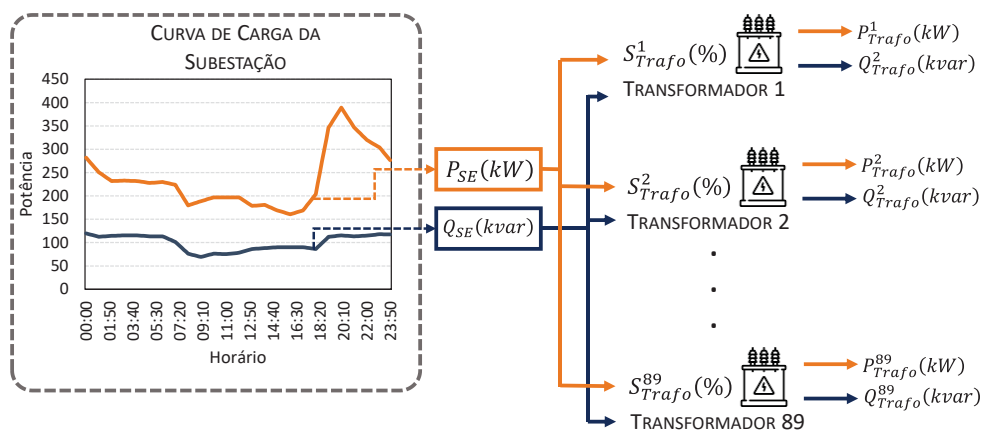 CURVA DE CARGA DA
SUBESTAÇÃO
450
400
350
300
250
200
150
100
50
0
Potência
00:00
01:50
03:40
05:30
07:20
09:10
11:00
12:50
14:40
16:30
18:20
20:10
22:00
23:50
Horário
P_SE(kW)
Q_SE(kvar)
S^1_Trafo(%)
TRANSFORMADOR 1
P^1_Trafo(kW)
Q^2_Trafo(kvar)
S^2_Trafo(%)
TRANSFORMADOR 2
P^2_Trafo(kW)
Q^2_Trafo(kvar)
.
.
.
S^89_Trafo(%)
TRANSFORMADOR 89
P^89_Trafo(kW)
Q^89_Trafo(kvar)